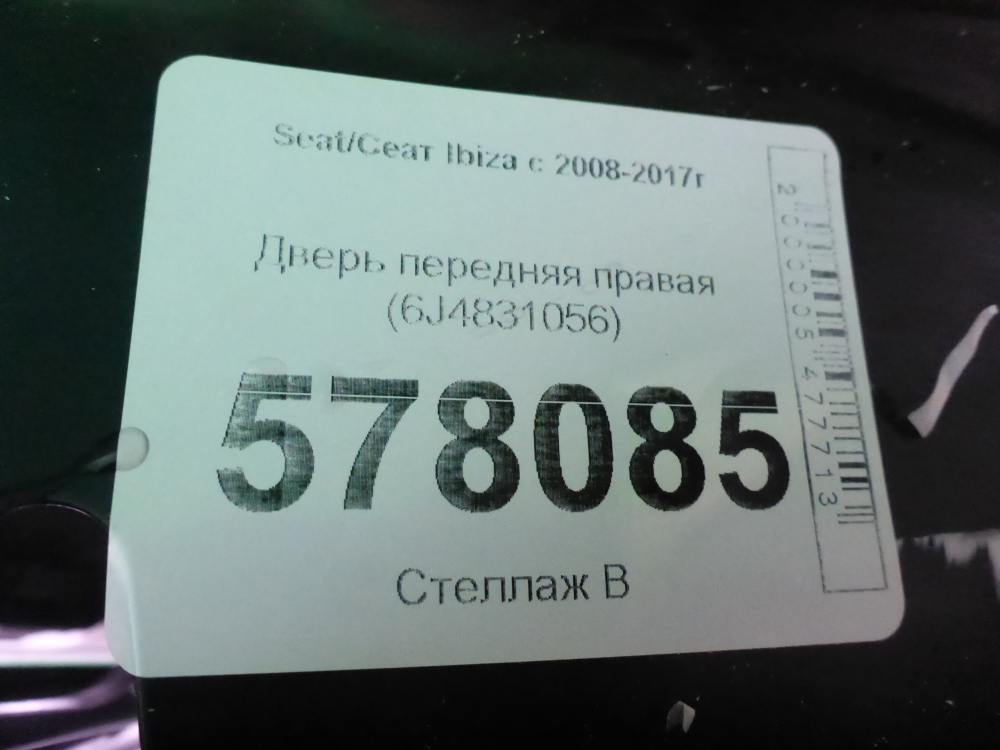 Seat/Сеат Ibiza с 2008-2017г
Дверь передняя правая
(6J4831056)
578085
Стеллаж В
2000005477713